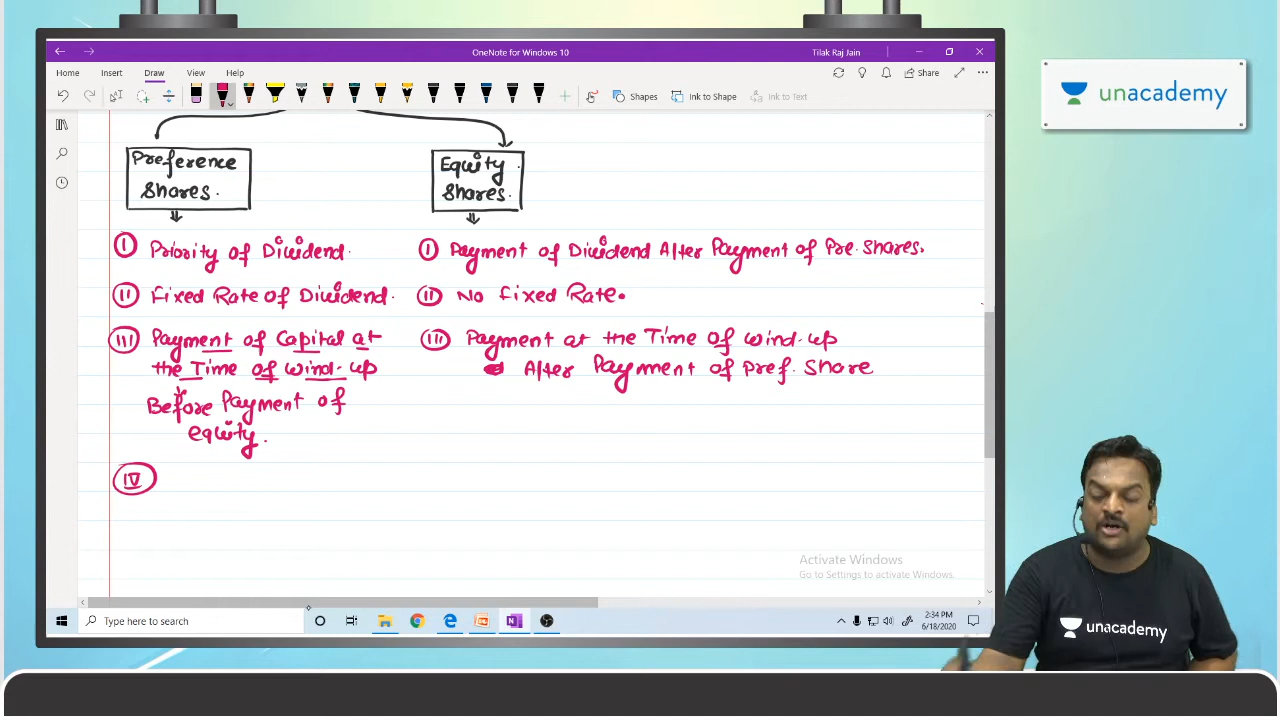 OneNote for Windows 10
Tilak Raj Jain
Home
Insert
Draw
View
Help
Share
Shapes
Ink to Shape
Ink to Text
unacademy
Preference
Shares.
Equity
Shares.
I Priority of Dividend.
II Fixed Rate of Dividend.
III Payment of Capital at
the Time of wind-up
Before Payment of
equity.
IV
I Payment of Dividend After Payment of Pre. Shares.
II No fixed Rate.
III Payment at the Time of wind-up
After Payment of Pref. Share
Activate Windows
Go to Settings to activate Windows.
Type here to search
2:34 PM
6/18/2020
unacademy